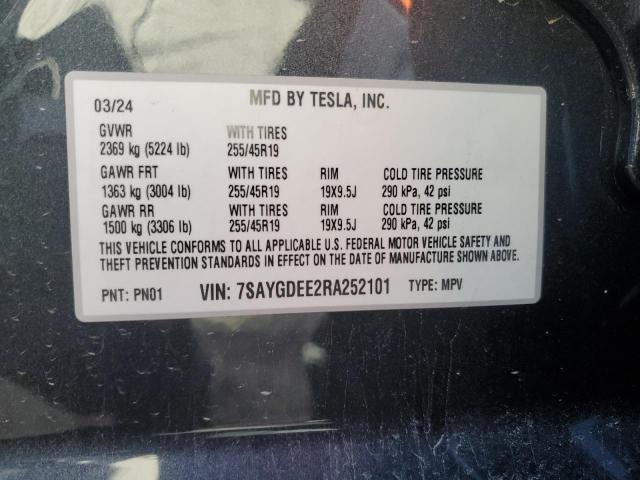 03/24 MFD BY TESLA, INC.
GVWR WITH TIRES
2369 kg (5224 lb) 255/45R19
GAWR FRT WITH TIRES RIM COLD TIRE PRESSURE
1363 kg (3004 lb) 255/45R19 19X9.5J 290 kPa, 42 psi
GAWR RR WITH TIRES RIM COLD TIRE PRESSURE
1500 kg (3306 lb) 255/45R19 19X9.5J 290 kPa, 42 psi
THIS VEHICLE CONFORMS TO ALL APPLICABLE U.S. FEDERAL MOTOR VEHICLE SAFETY AND
THEFT PREVENTION STANDARDS IN EFFECT ON THE DATE OF MANUFACTURE SHOWN ABOVE.
PNT: PN01 VIN: 7SAYGDEE2RA252101 TYPE: MPV